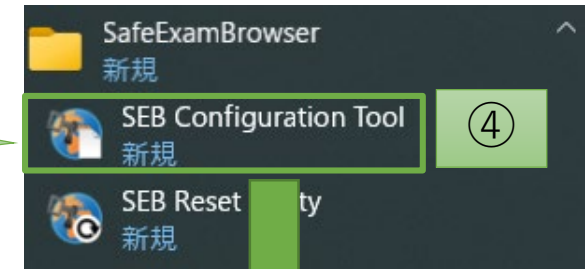 SafeExamBrowser
新規
SEB Configuration Tool
新規
④
SEB Reset ty
新規